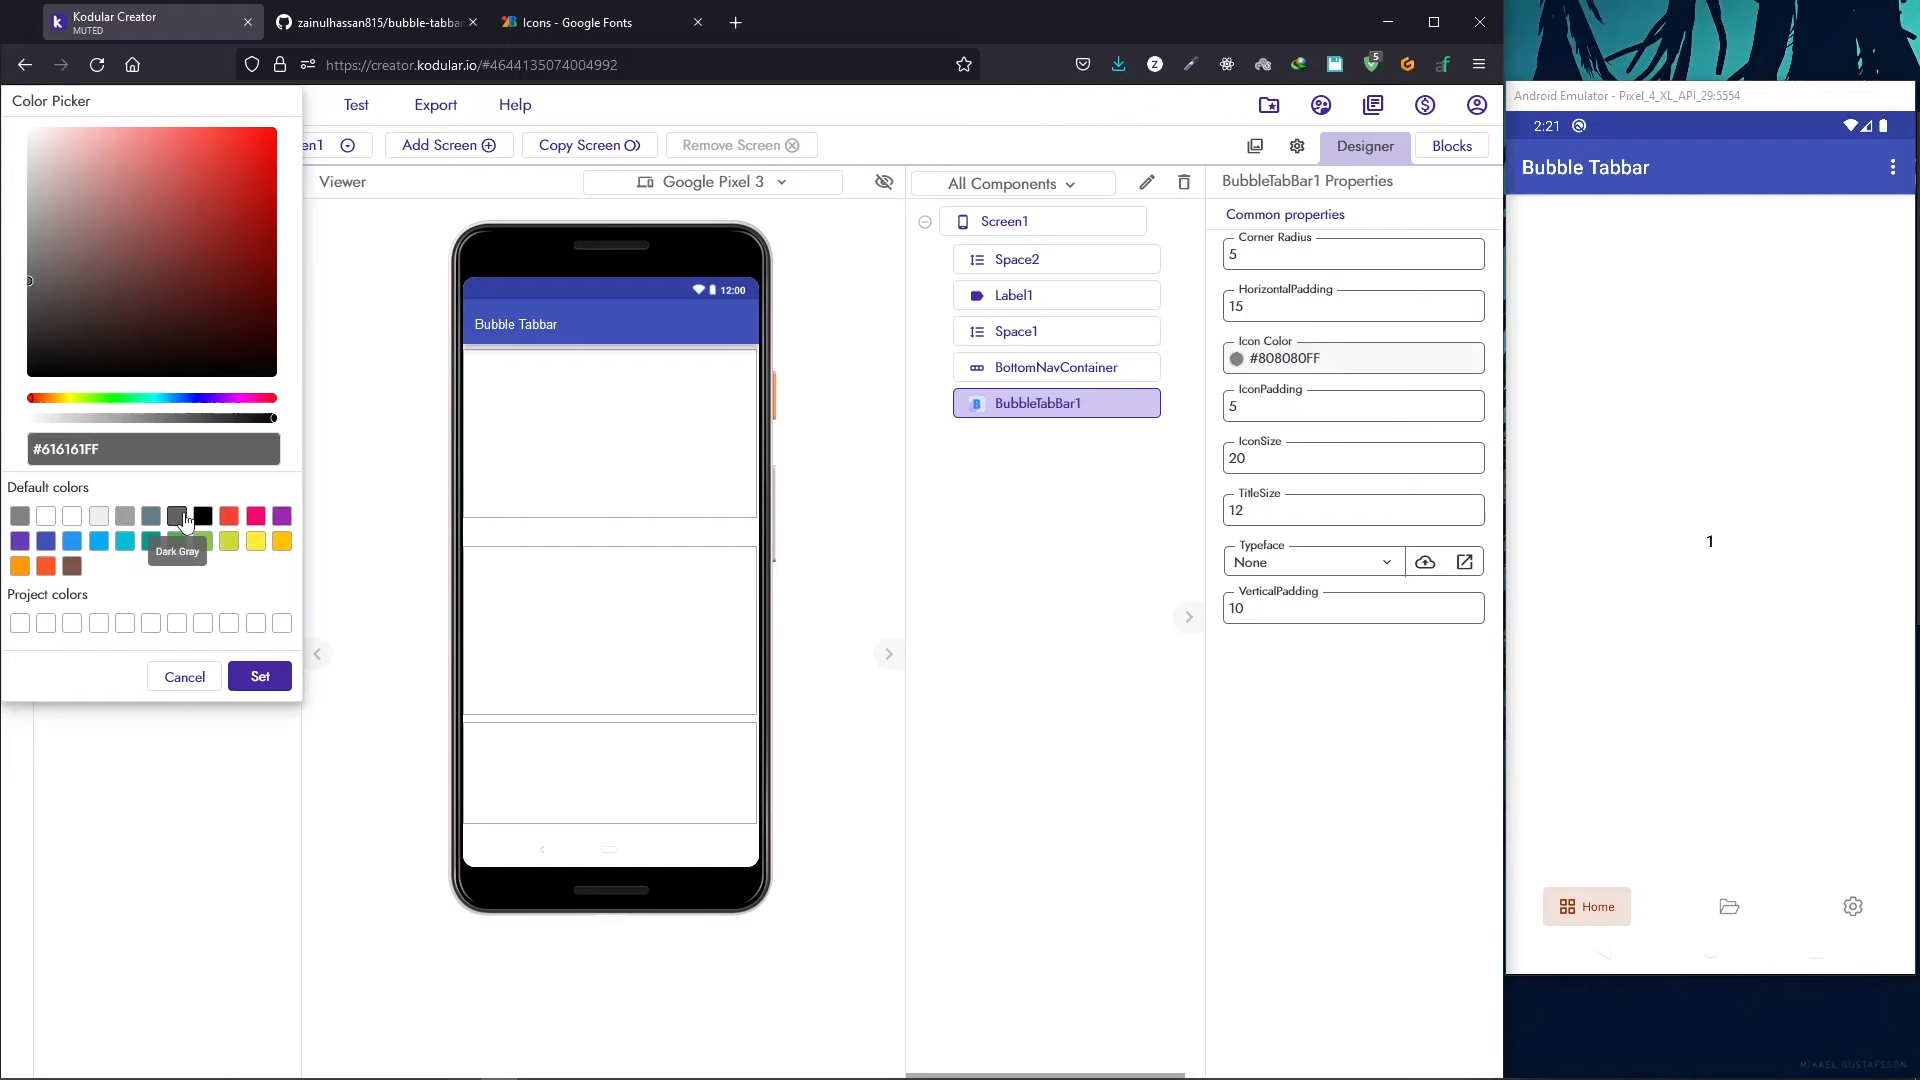 Kodular Creator
MUTED
zainulhassan815/bubble-tabbar
Icons - Google Fonts
https://creator.kodular.io/#4644135074004992
5
Color Picker
#616161FF
Default colors
Dark Gray
Project colors
Cancel
Set
Test
Export
Help
en1
Add Screen
Copy Screen
Remove Screen
Designer
Blocks
Viewer
Google Pixel 3
12:00
Bubble Tabbar
All Components
Screen1
Space2
Label1
Space1
BottomNavContainer
B
BubbleTabBar1
BubbleTabBar1 Properties
Common properties
Corner Radius
5
HorizontalPadding
15
Icon Color
#808080FF
IconPadding
5
IconSize
20
TitleSize
12
Typeface
None
VerticalPadding
10
Android Emulator - Pixel_4_XL_API_29:5554
2:21
Bubble Tabbar
1
Home
MIKAEL GUSTAFSSON